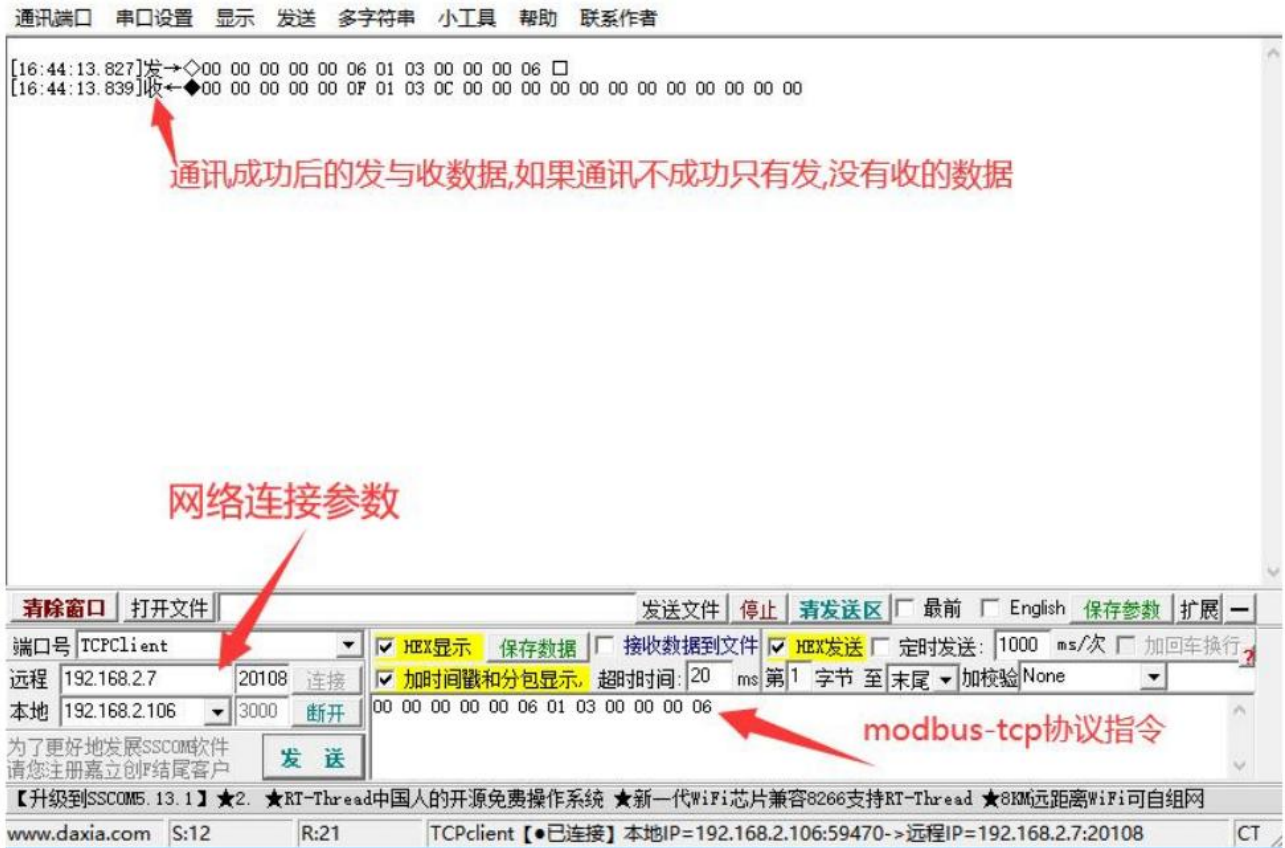 通讯端口 串口设置 显示 发送 多字符串 小工具 帮助 联系作者
[16:44:13.827]发→◇00 00 00 00 00 06 01 03 00 00 00 06 □
[16:44:13.839]收←◆00 00 00 00 00 0F 01 03 0C 00 00 00 00 00 00 00 00 00 00 00 00
通讯成功后的发与收数据,如果通讯不成功只有发,没有收的数据
网络连接参数
清除窗口 打开文件 发送文件 停止 清发送区 最前 English 保存参数 扩展 —
端口号 TCPClient HEX显示 保存数据 接收数据到文件 HEX发送 定时发送: 1000 ms/次 加回车换行 ?
远程 192.168.2.7 20108 连接 加时间戳和分包显示, 超时时间: 20 ms 第 1 字节 至 末尾 加校验 None
本地 192.168.2.106 3000 断开 00 00 00 00 00 06 01 03 00 00 00 06
modbus-tcp协议指令
为了更好地发展SSCOM软件
请您注册嘉立创F结尾客户
发 送
【升级到SSCOM5.13.1】★2. ★RT-Thread中国人的开源免费操作系统 ★新一代WiFi芯片兼容8266支持RT-Thread ★8KM远距离WiFi可自组网
www.daxia.com S:12 R:21 TCPclient【●已连接】本地IP=192.168.2.106:59470->远程IP=192.168.2.7:20108 CT